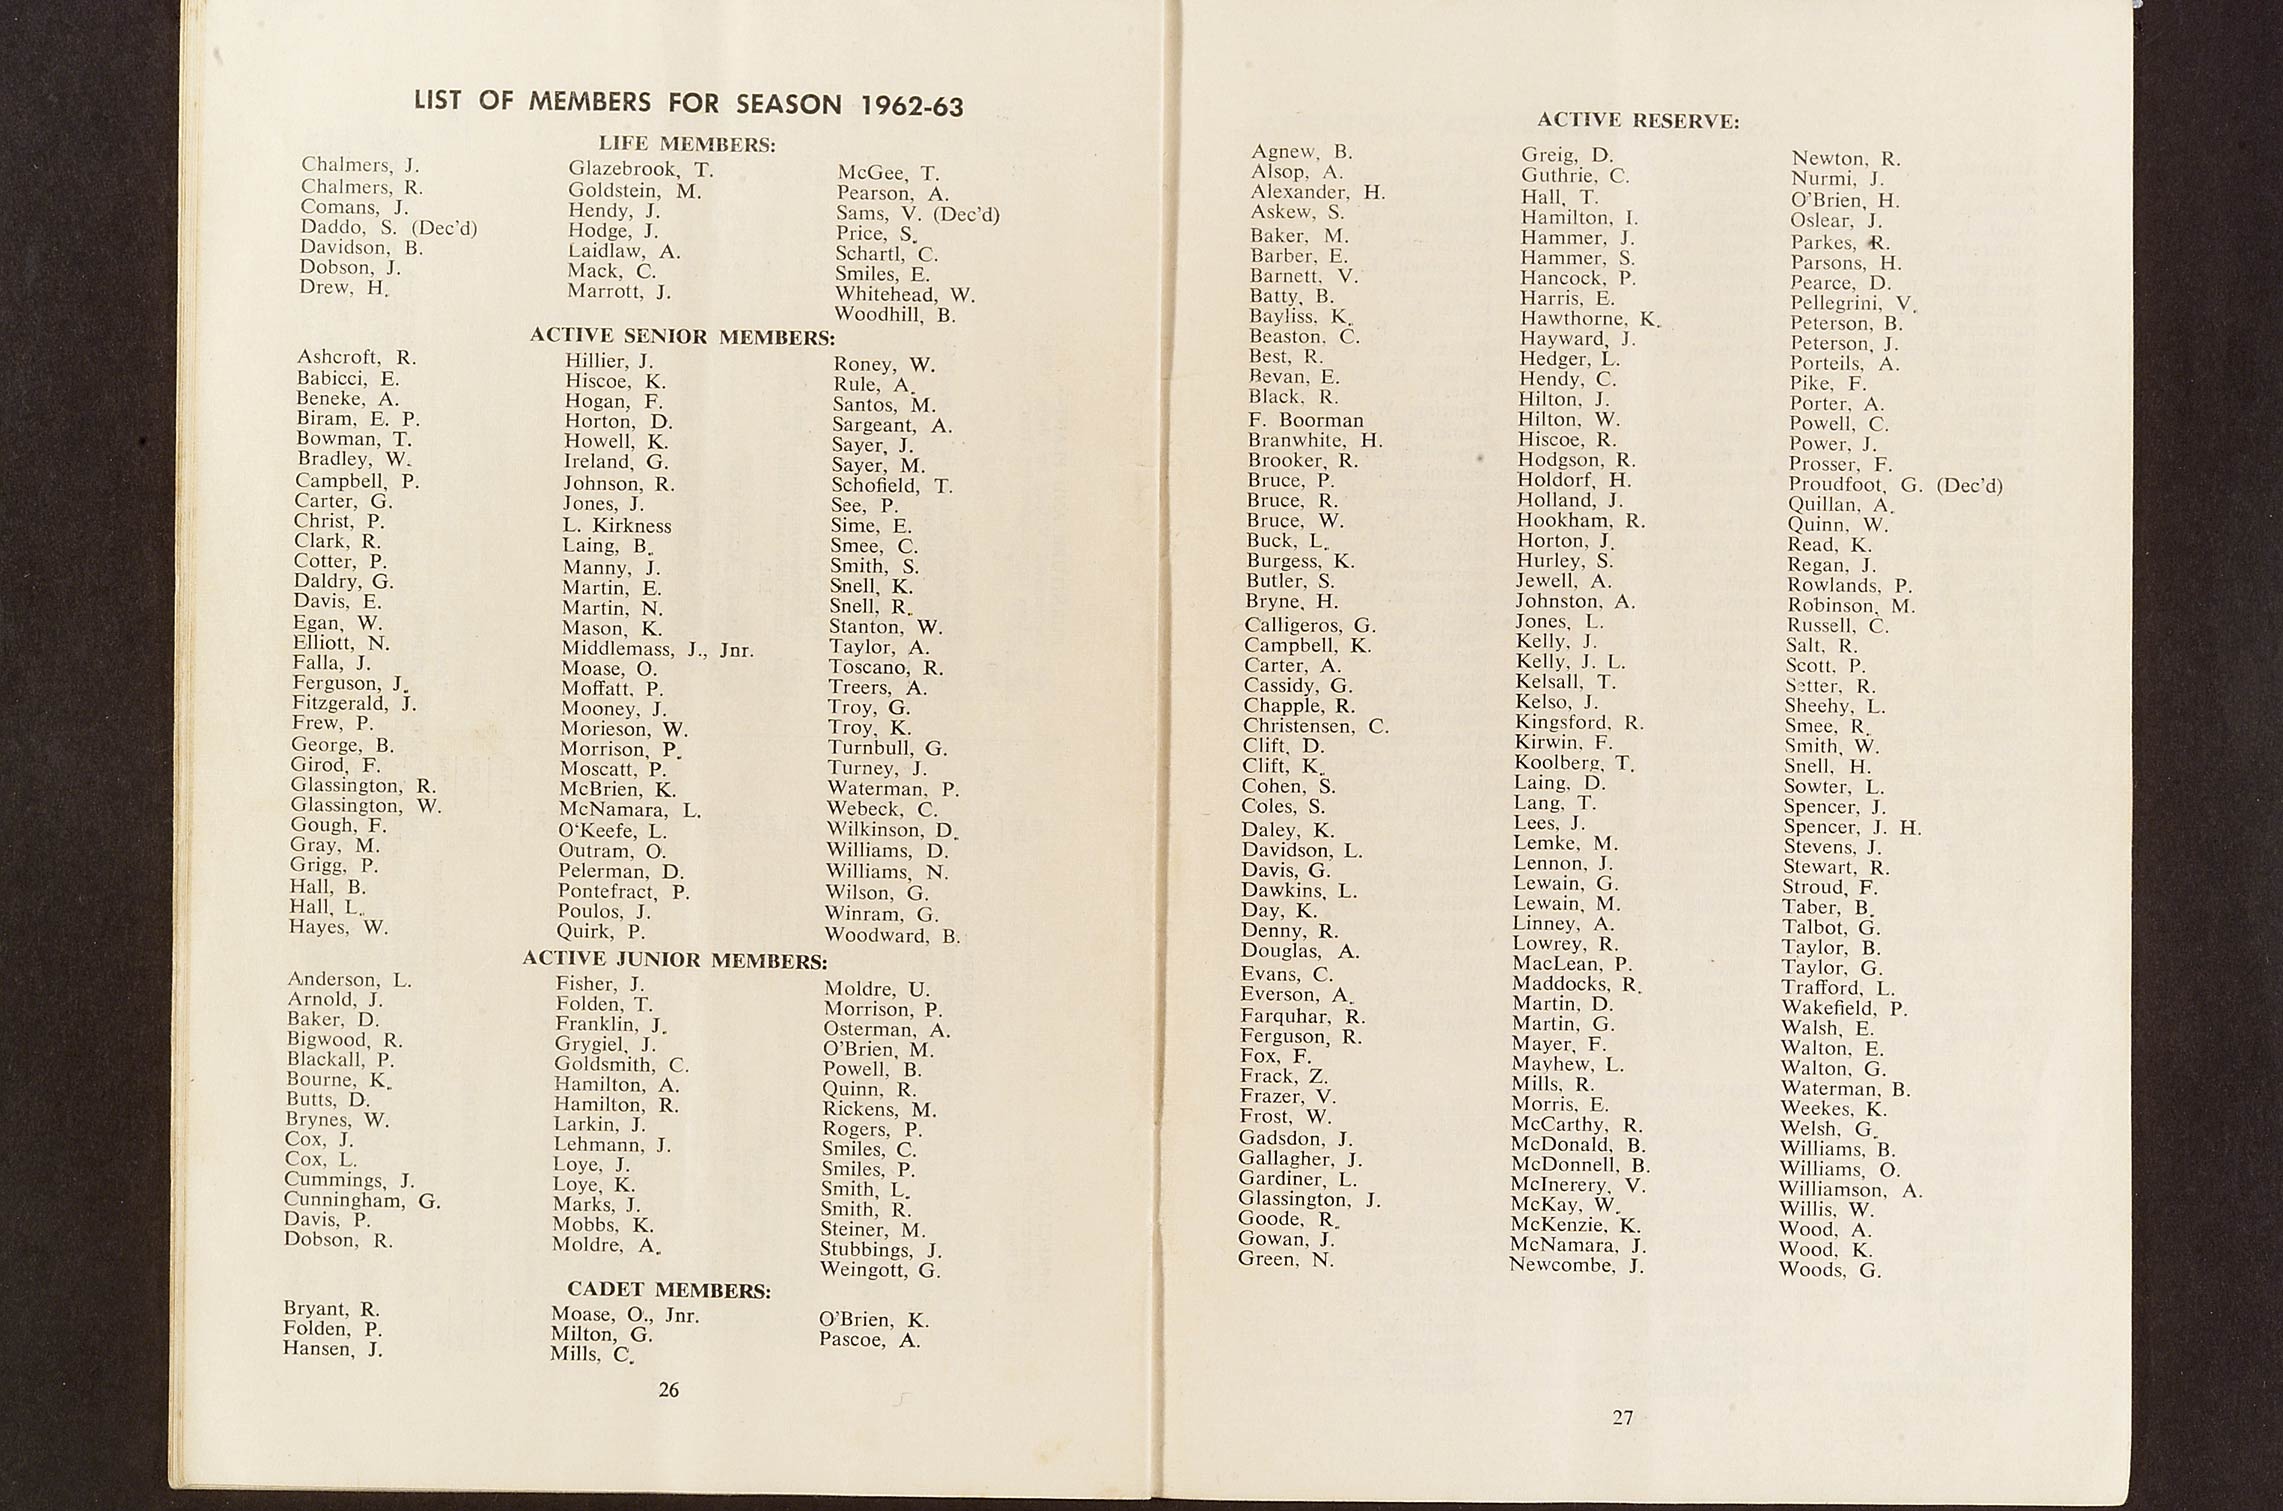 LIST OF MEMBERS FOR SEASON 1962-63
LIFE MEMBERS:
Chalmers, J.
Chalmers, R.
Comans, J.
Daddo, S. (Dec'd)
Davidson, B.
Dobson, J.
Drew, H.
Glazebrook, T.
Goldstein, M.
Hendy, J.
Hodge, J.
Laidlaw, A.
Mack, C.
Marrott, J.
McGee, T.
Pearson, A.
Sams, V. (Dec'd)
Price, S.
Schartl, C.
Smiles, E.
Whitehead, W.
Woodhill, B.
ACTIVE SENIOR MEMBERS:
Ashcroft, R.
Babicci, E.
Beneke, A.
Biram, E. P.
Bowman, T.
Bradley, W.
Campbell, P.
Carter, G.
Christ, P.
Clark, R.
Cotter, P.
Daldry, G.
Davis, E.
Egan, W.
Elliott, N.
Falla, J.
Ferguson, J.
Fitzgerald, J.
Frew, P.
George, B.
Girod, F.
Glassington, R.
Glassington, W.
Gough, F.
Gray, M.
Grigg, P.
Hall, B.
Hall, L.
Hayes, W.
Hillier, J.
Hiscoe, K.
Hogan, F.
Horton, D.
Howell, K.
Ireland, G.
Johnson, R.
Jones, J.
L. Kirkness
Laing, B.
Manny, J.
Martin, E.
Martin, N.
Mason, K.
Middlemass, J., Jnr.
Moase, O.
Moffatt, P.
Mooney, J.
Morieson, W.
Morrison, P.
Moscatt, P.
McBrien, K.
McNamara, L.
O'Keefe, L.
Outram, O.
Pelerman, D.
Pontefract, P.
Poulos, J.
Quirk, P.
Roney, W.
Rule, A.
Santos, M.
Sargeant, A.
Sayer, J.
Sayer, M.
Schofield, T.
See, P.
Sime, E.
Smee, C.
Smith, S.
Snell, K.
Snell, R.
Stanton, W.
Taylor, A.
Toscano, R.
Treers, A.
Troy, G.
Troy, K.
Turnbull, G.
Turney, J.
Waterman, P.
Webeck, C.
Wilkinson, D.
Williams, D.
Williams, N.
Wilson, G.
Winram, G.
Woodward, B.
ACTIVE JUNIOR MEMBERS:
Anderson, L.
Arnold, J.
Baker, D.
Bigwood, R.
Blackall, P.
Bourne, K.
Butts, D.
Brynes, W.
Cox, J.
Cox, L.
Cummings, J.
Cunningham, G.
Davis, P.
Dobson, R.
Fisher, J.
Folden, T.
Franklin, J.
Grygiel, J.
Goldsmith, C.
Hamilton, A.
Hamilton, R.
Larkin, J.
Lehmann, J.
Loye, J.
Loye, K.
Marks, J.
Mobbs, K.
Moldre, A.
Moldre, U.
Morrison, P.
Osterman, A.
O'Brien, M.
Powell, B.
Quinn, R.
Rickens, M.
Rogers, P.
Smiles, C.
Smiles, P.
Smith, L.
Smith, R.
Steiner, M.
Stubbings, J.
Weingott, G.
CADET MEMBERS:
Bryant, R.
Folden, P.
Hansen, J.
Moase, O., Jnr.
Milton, G.
Mills, C.
O'Brien, K.
Pascoe, A.
26
ACTIVE RESERVE:
Agnew, B.
Alsop, A.
Alexander, H.
Askew, S.
Baker, M.
Barber, E.
Barnett, V.
Batty, B.
Bayliss, K.
Beaston, C.
Best, R.
Bevan, E.
Black, R.
F. Boorman
Branwhite, H.
Brooker, R.
Bruce, P.
Bruce, R.
Bruce, W.
Buck, L.
Burgess, K.
Butler, S.
Bryne, H.
Calligeros, G.
Campbell, K.
Carter, A.
Cassidy, G.
Chapple, R.
Christensen, C.
Clift, D.
Clift, K.
Cohen, S.
Coles, S.
Daley, K.
Davidson, L.
Davis, G.
Dawkins, L.
Day, K.
Denny, R.
Douglas, A.
Evans, C.
Everson, A.
Farquhar, R.
Ferguson, R.
Fox, F.
Frack, Z.
Frazer, V.
Frost, W.
Gadsdon, J.
Gallagher, J.
Gardiner, L.
Glassington, J.
Goode, R.
Gowan, J.
Green, N.
Greig, D.
Guthrie, C.
Hall, T.
Hamilton, I.
Hammer, J.
Hammer, S.
Hancock, P.
Harris, E.
Hawthorne, K.
Hayward, J.
Hedger, L.
Hendy, C.
Hilton, J.
Hilton, W.
Hiscoe, R.
Hodgson, R.
Holdorf, H.
Holland, J.
Hookham, R.
Horton, J.
Hurley, S.
Jewell, A.
Johnston, A.
Jones, L.
Kelly, J.
Kelly, J. L.
Kelsall, T.
Kelso, J.
Kingsford, R.
Kirwin, F.
Koolberg, T.
Laing, D.
Lang, T.
Lees, J.
Lemke, M.
Lennon, J.
Lewain, G.
Lewain, M.
Linney, A.
Lowrey, R.
MacLean, P.
Maddocks, R.
Martin, D.
Martin, G.
Mayer, F.
Mayhew, L.
Mills, R.
Morris, E.
McCarthy, R.
McDonald, B.
McDonnell, B.
McInerery, V.
McKay, W.
McKenzie, K.
McNamara, J.
Newcombe, J.
Newton, R.
Nurmi, J.
O'Brien, H.
Oslear, J.
Parkes, R.
Parsons, H.
Pearce, D.
Pellegrini, V.
Peterson, B.
Peterson, J.
Porteils, A.
Pike, F.
Porter, A.
Powell, C.
Power, J.
Prosser, F.
Proudfoot, G. (Dec'd)
Quillan, A.
Quinn, W.
Read, K.
Regan, J.
Rowlands, P.
Robinson, M.
Russell, C.
Salt, R.
Scott, P.
Setter, R.
Sheehy, L.
Smee, R.
Smith, W.
Snell, H.
Sowter, L.
Spencer, J.
Spencer, J. H.
Stevens, J.
Stewart, R.
Stroud, F.
Taber, B.
Talbot, G.
Taylor, B.
Taylor, G.
Trafford, L.
Wakefield, P.
Walsh, E.
Walton, E.
Walton, G.
Waterman, B.
Weekes, K.
Welsh, G.
Williams, B.
Williams, O.
Williamson, A.
Willis, W.
Wood, A.
Wood, K.
Woods, G.
27